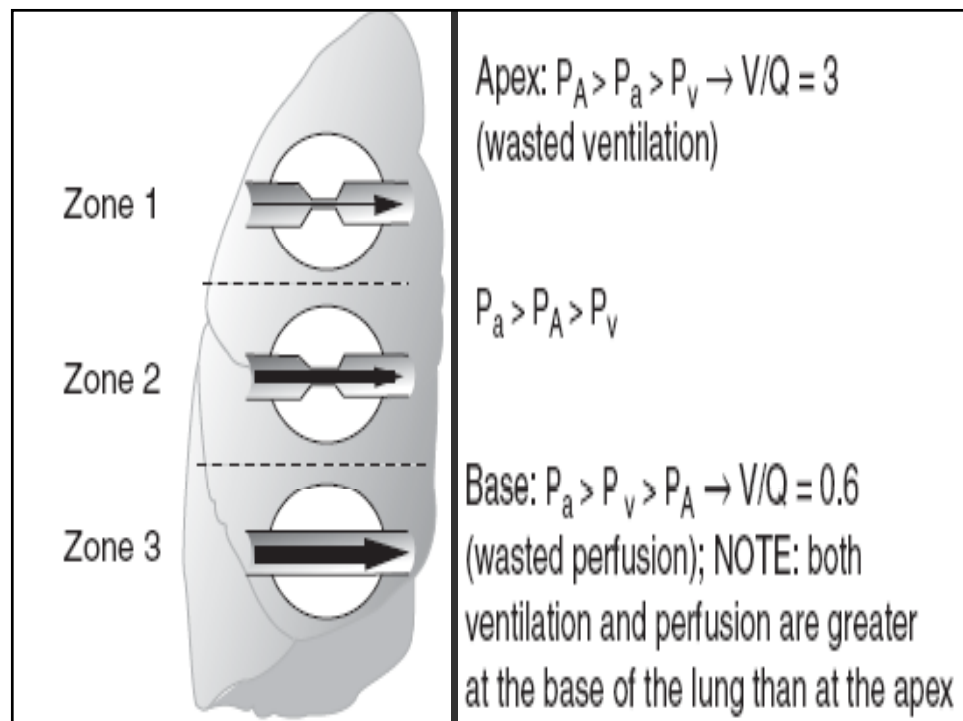 Zone 1
Zone 2
Zone 3
Apex: P_A > P_a > P_v → V/Q = 3
(wasted ventilation)
P_a > P_A > P_v
Base: P_a > P_v > P_A → V/Q = 0.6
(wasted perfusion); NOTE: both
ventilation and perfusion are greater
at the base of the lung than at the apex